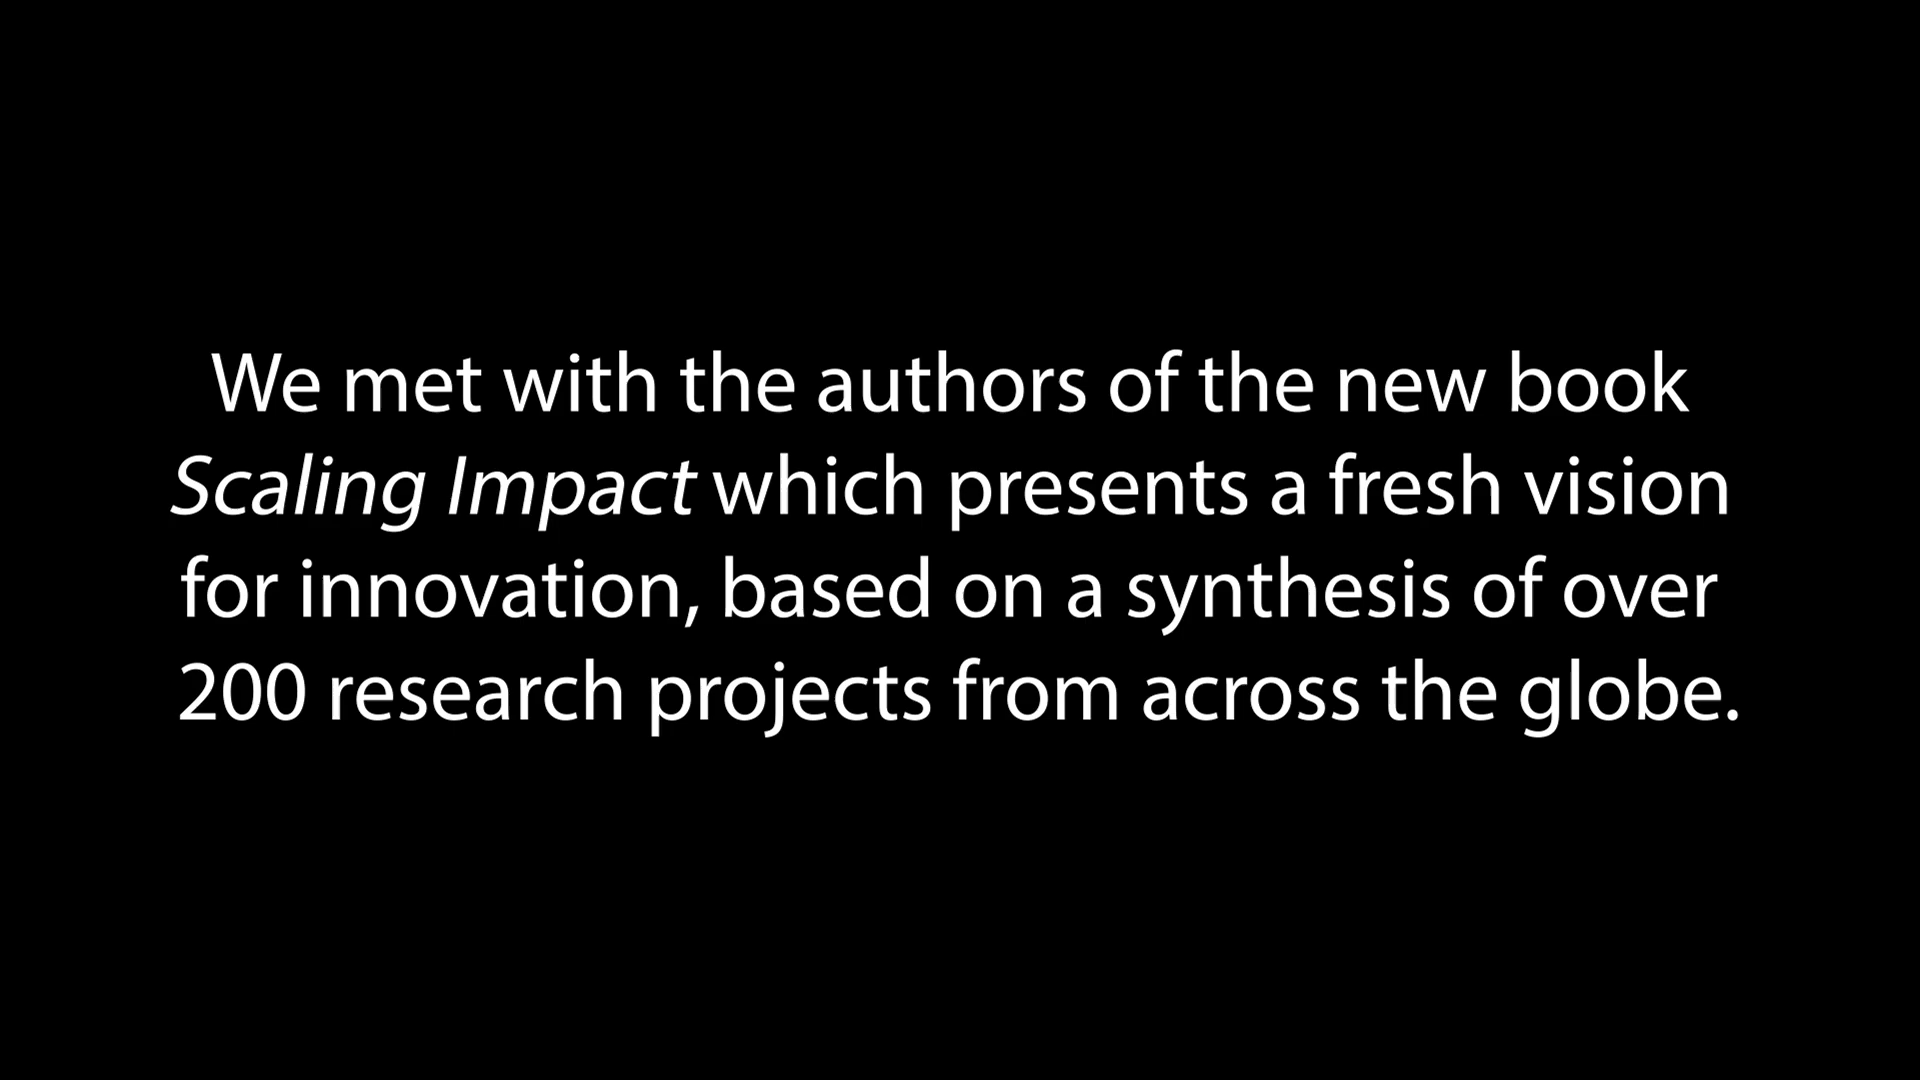 We met with the authors of the new book
Scaling Impact which presents a fresh vision
for innovation, based on a synthesis of over
200 research projects from across the globe.